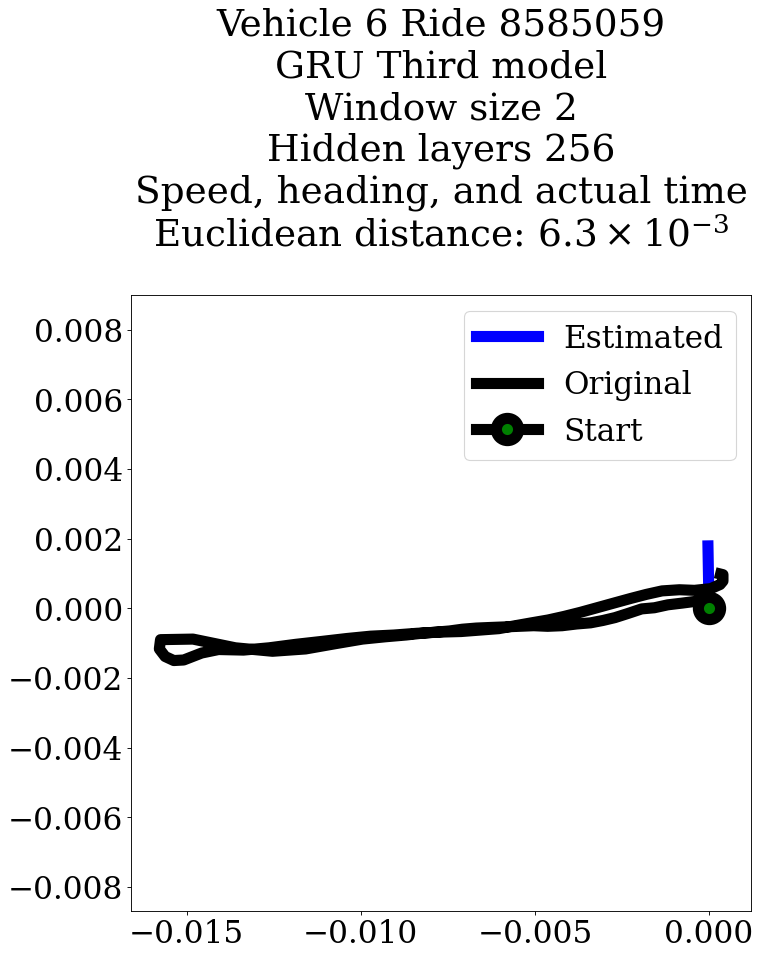 Vehicle 6 Ride 8585059
GRU Third model
Window size 2
Hidden layers 256
Speed, heading, and actual time
Euclidean distance: 6.3 × 10⁻³
Estimated
Original
Start
0.008
0.006
0.004
0.002
0.000
−0.002
−0.004
−0.006
−0.008
−0.015 −0.010 −0.005 0.000